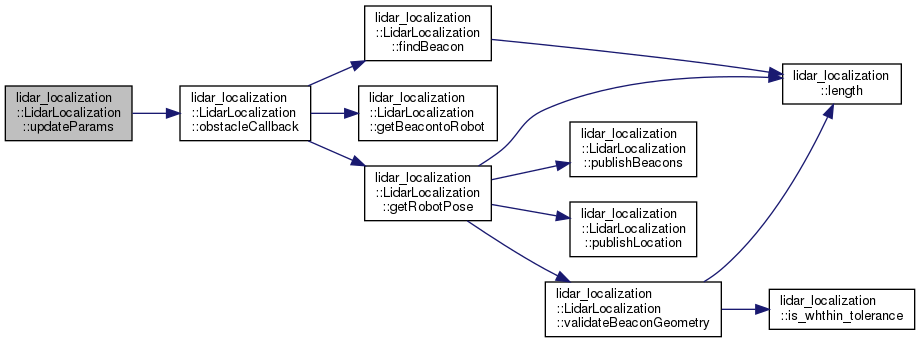 lidar_localization
::LidarLocalization
::updateParams
lidar_localization
::LidarLocalization
::obstacleCallback
lidar_localization
::LidarLocalization
::findBeacon
lidar_localization
::LidarLocalization
::getBeacontoRobot
lidar_localization
::LidarLocalization
::getRobotPose
lidar_localization
::length
lidar_localization
::LidarLocalization
::publishBeacons
lidar_localization
::LidarLocalization
::publishLocation
lidar_localization
::LidarLocalization
::validateBeaconGeometry
lidar_localization
::is_whthin_tolerance